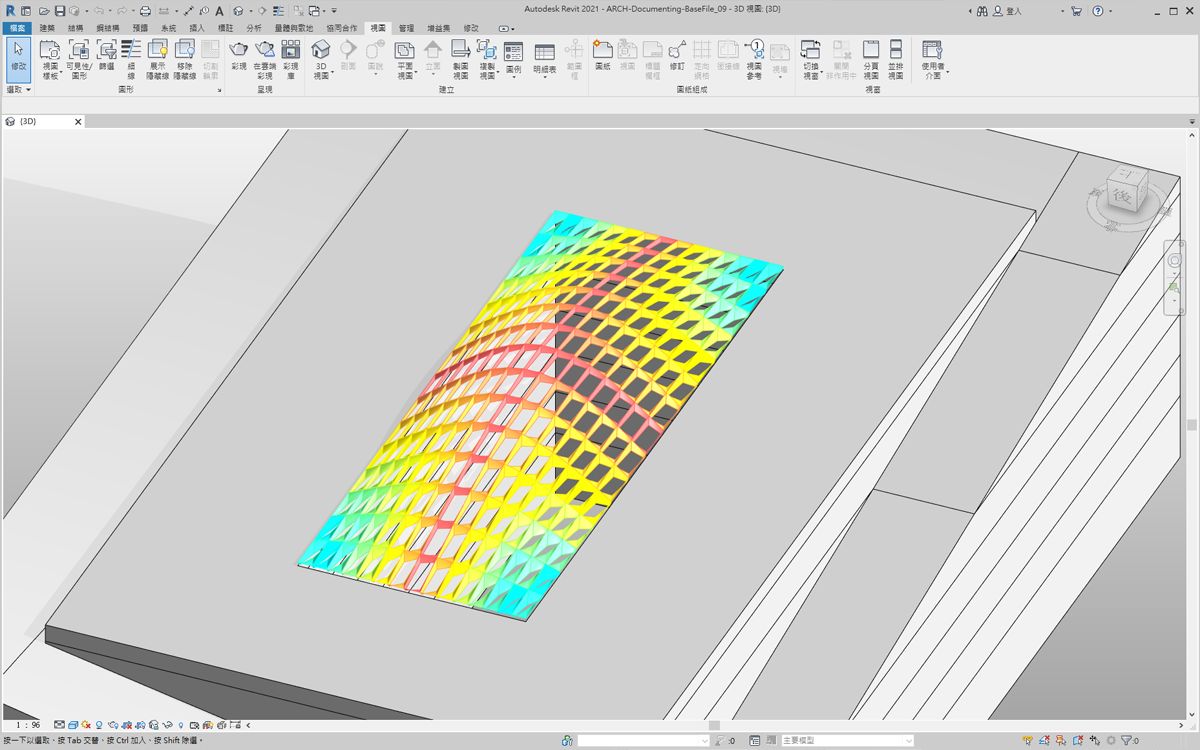 Autodesk Revit 2021 - ARCH-Documenting-BaseFile_09 - 3D 視圖: {3D}
登入
檔案 建築 結構 鋼結構 預鑄 系統 插入 標註 分析 量體與敷地 協同合作 視圖 管理 增益集 修改
修改
視圖樣板
可見性/圖形
篩選
細線
展示隱藏線
移除隱藏線
切割輪廓
彩現
在雲端彩現
彩現庫
3D 視圖
剖面
圖說
平面視圖
立面
製圖視圖
複製視圖
圖例
明細表
範圍框
圖紙
視圖
標題欄框
修訂
定向網格
銜接線
視圖參考
視埠
切換視窗
關閉非作用中
分頁視圖
並排視圖
使用者介面
選取 圖形 呈現 建立 圖紙組成 視窗
{3D}
後
1 : 96
按一下以選取、按 Tab 交替、按 Ctrl 加入、按 Shift 除選。
:0
主要模型
:0